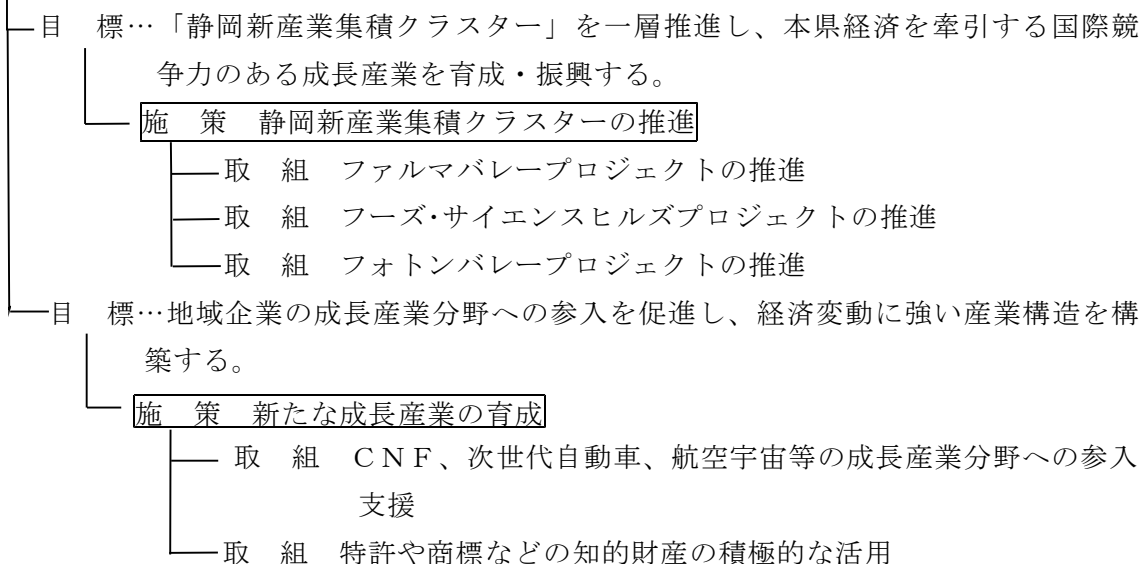 目　標…「静岡新産業集積クラスター」を一層推進し、本県経済を牽引する国際競
争力のある成長産業を育成・振興する。
施　策　静岡新産業集積クラスターの推進
取　組　ファルマバレープロジェクトの推進
取　組　フーズ・サイエンスヒルズプロジェクトの推進
取　組　フォトンバレープロジェクトの推進
目　標…地域企業の成長産業分野への参入を促進し、経済変動に強い産業構造を構
築する。
施　策　新たな成長産業の育成
取　組　ＣＮＦ、次世代自動車、航空宇宙等の成長産業分野への参入
支援
取　組　特許や商標などの知的財産の積極的な活用